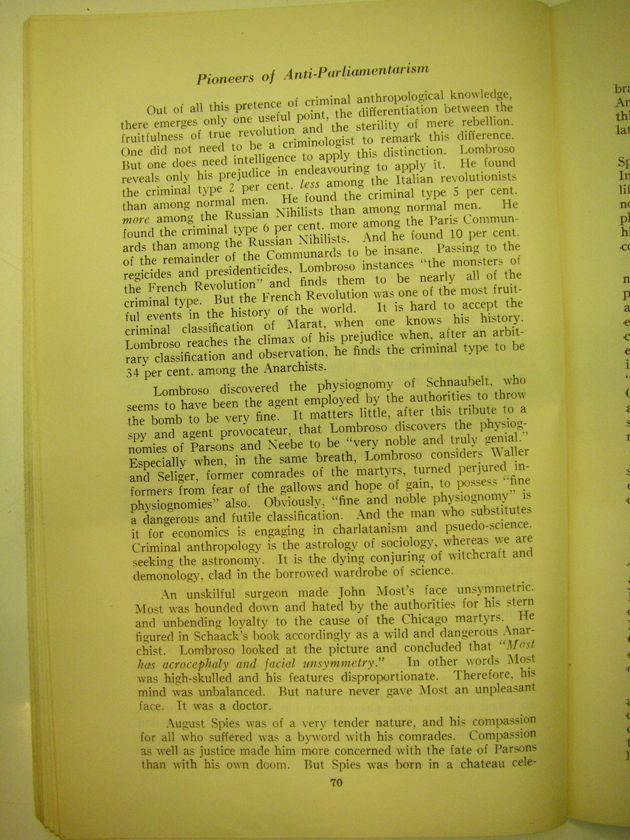 Pioneers of Anti-Parliamentarism
Out of all this pretence of criminal anthropological knowledge,
there emerges only one useful point, the differentiation between the
fruitfulness of true revolution and the sterility of mere rebellion.
One did not need to be a criminologist to remark this difference.
But one does need intelligence to apply this distinction. Lombroso
reveals only his prejudice in endeavouring to apply it. He found
the criminal type 2 per cent. less among the Italian revolutionists
than among normal men. He found the criminal type 5 per cent.
more among the Russian Nihilists than among normal men. He
found the criminal type 6 per cent. more among the Paris Commun-
ards than among the Russian Nihilists. And he found 10 per cent.
of the remainder of the Communards to be insane. Passing to the
regicides and presidenticides, Lombroso instances "the monsters of
the French Revolution" and finds them to be nearly all of the
criminal type. But the French Revolution was one of the most fruit-
ful events in the history of the world. It is hard to accept the
criminal classification of Marat, when one knows his history.
Lombroso reaches the climax of his prejudice when, after an arbit-
rary classification and observation, he finds the criminal type to be
34 per cent. among the Anarchists.
Lombroso discovered the physiognomy of Schnaubelt, who
seems to have been the agent employed by the authorities to throw
the bomb to be very fine. It matters little, after this tribute to a
spy and agent provocateur, that Lombroso discovers the physiog-
nomies of Parsons and Neebe to be "very noble and truly genial."
Especially when, in the same breath, Lombroso considers Waller
and Seliger, former comrades of the martyrs, turned perjured in-
formers from fear of the gallows and hope of gain, to possess "fine
physiognomies" also. Obviously, "fine and noble physiognomy" is
a dangerous and futile classification. And the man who substitutes
it for economics is engaging in charlatanism and psuedo-science.
Criminal anthropology is the astrology of sociology, whereas we are
seeking the astronomy. It is the dying conjuring of witchcraft and
demonology, clad in the borrowed wardrobe of science.
An unskilful surgeon made John Most's face unsymmetric.
Most was hounded down and hated by the authorities for his stern
and unbending loyalty to the cause of the Chicago martyrs. He
figured in Schaack's book accordingly as a wild and dangerous Anar-
chist. Lombroso looked at the picture and concluded that "Most
has acrocephaly and facial unsymmetry." In other words Most
was high-skulled and his features disproportionate. Therefore, his
mind was unbalanced. But nature never gave Most an unpleasant
face. It was a doctor.
August Spies was of a very tender nature, and his compassion
for all who suffered was a byword with his comrades. Compassion
as well as justice made him more concerned with the fate of Parsons
than with his own doom. But Spies was born in a chateau cele-
70